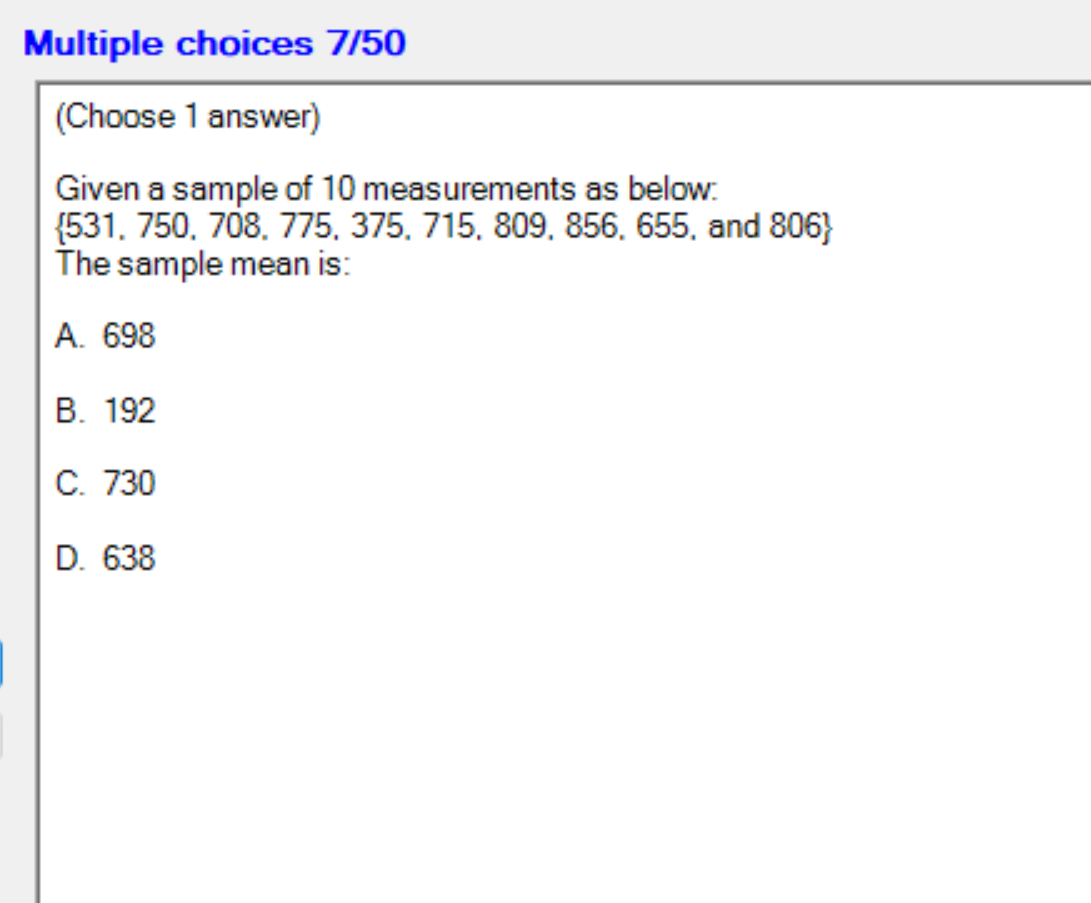 Multiple choices 7/50
(Choose 1 answer)
Given a sample of 10 measurements as below:
{531, 750, 708, 775, 375, 715, 809, 856, 655, and 806}
The sample mean is:
A. 698
B. 192
C. 730
D. 638